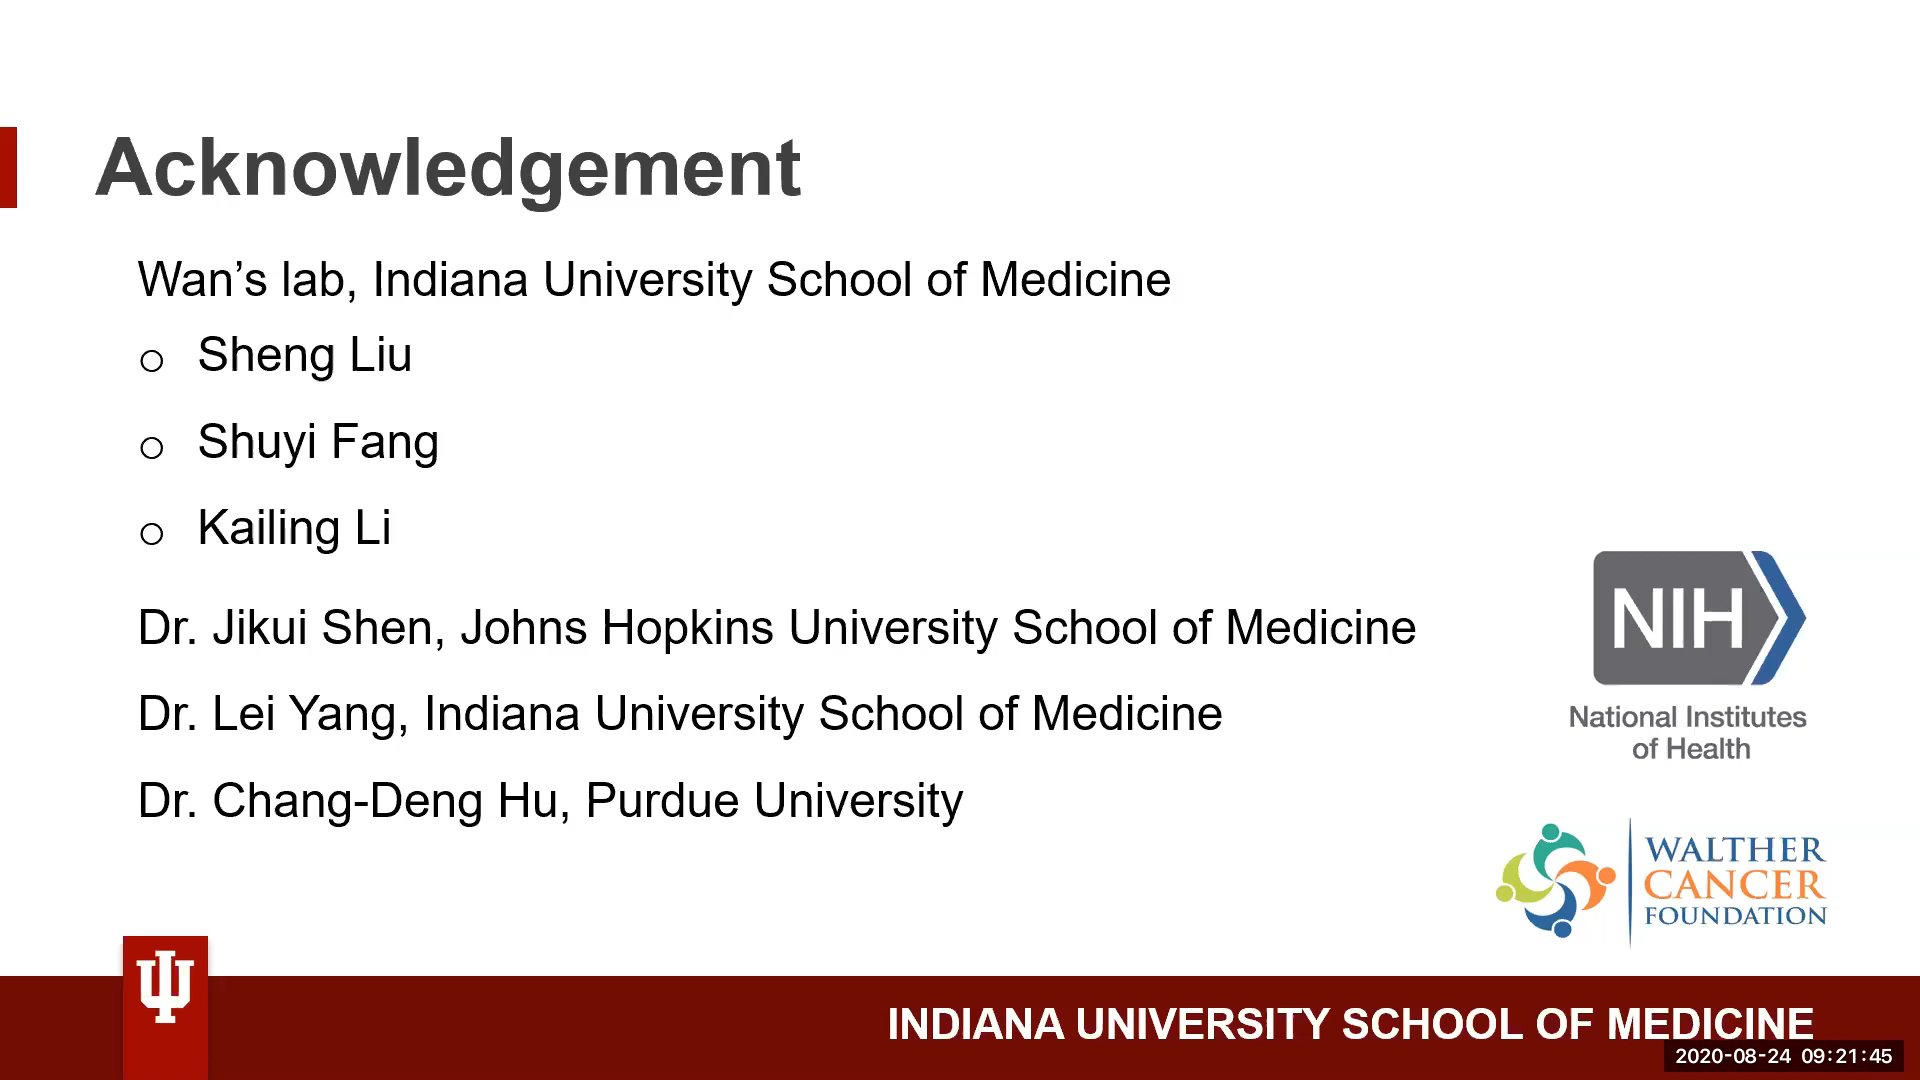 Acknowledgement
Wan’s lab, Indiana University School of Medicine
o Sheng Liu
o Shuyi Fang
o Kailing Li
Dr. Jikui Shen, Johns Hopkins University School of Medicine
Dr. Lei Yang, Indiana University School of Medicine
Dr. Chang-Deng Hu, Purdue University
NIH
National Institutes
of Health
WALTHER
CANCER
FOUNDATION
INDIANA UNIVERSITY SCHOOL OF MEDICINE
2020-08-24 09:21:45